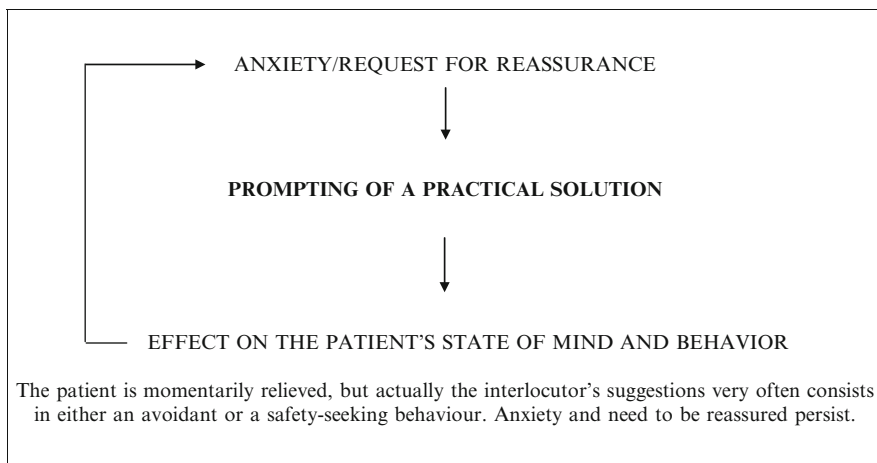 ANXIETY/REQUEST FOR REASSURANCE
PROMPTING OF A PRACTICAL SOLUTION
EFFECT ON THE PATIENT'S STATE OF MIND AND BEHAVIOR
The patient is momentarily relieved, but actually the interlocutor's suggestions very often consists
in either an avoidant or a safety-seeking behaviour. Anxiety and need to be reassured persist.